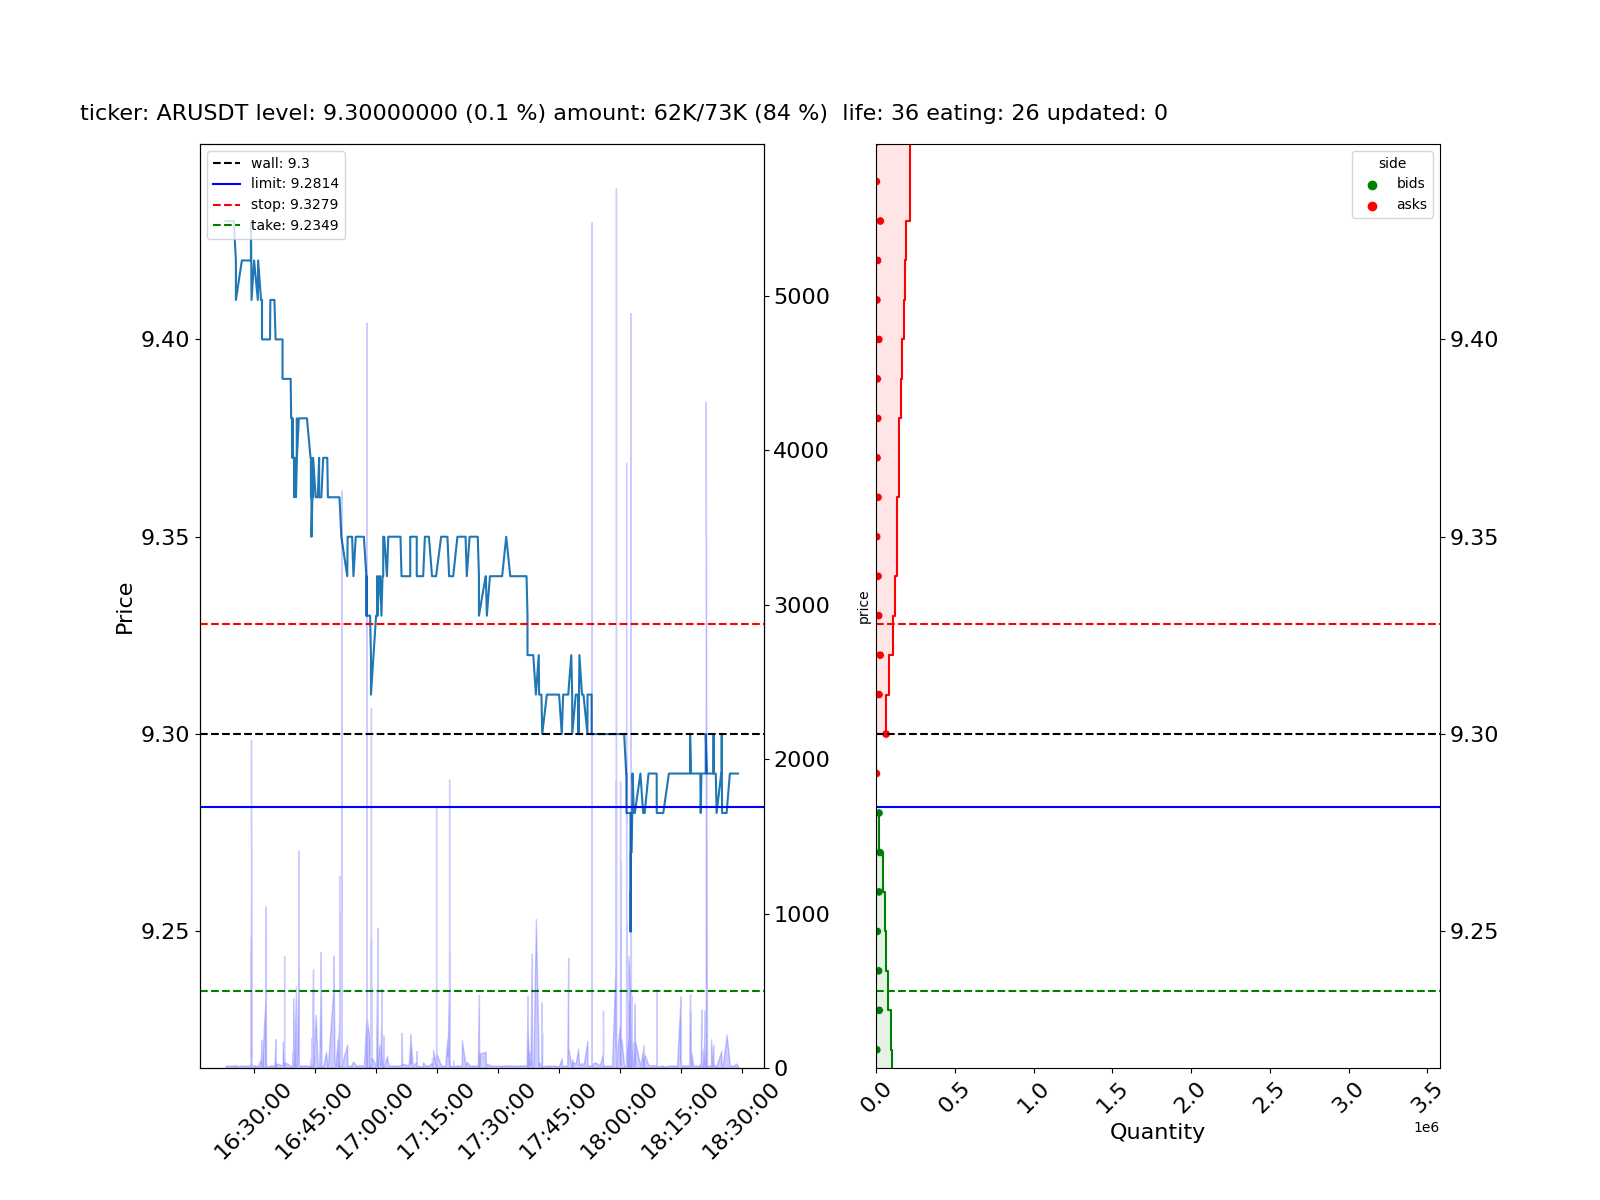 ticker: ARUSDT level: 9.30000000 (0.1 %) amount: 62K/73K (84 %)  life: 36 eating: 26 updated: 0
wall: 9.3
limit: 9.2814
stop: 9.3279
take: 9.2349
Price
9.40
9.35
9.30
9.25
5000
4000
3000
2000
1000
0
16:30:00
16:45:00
17:00:00
17:15:00
17:30:00
17:45:00
18:00:00
18:15:00
18:30:00
side
bids
asks
price
9.40
9.35
9.30
9.25
0.0
0.5
1.0
1.5
2.0
2.5
3.0
3.5
1e6
Quantity